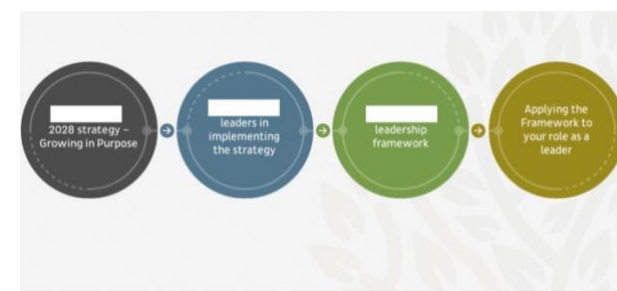 2028 strategy –
Growing in Purpose
leaders in
implementing
the strategy
leadership
framework
Applying the
Framework to
your role as a
leader